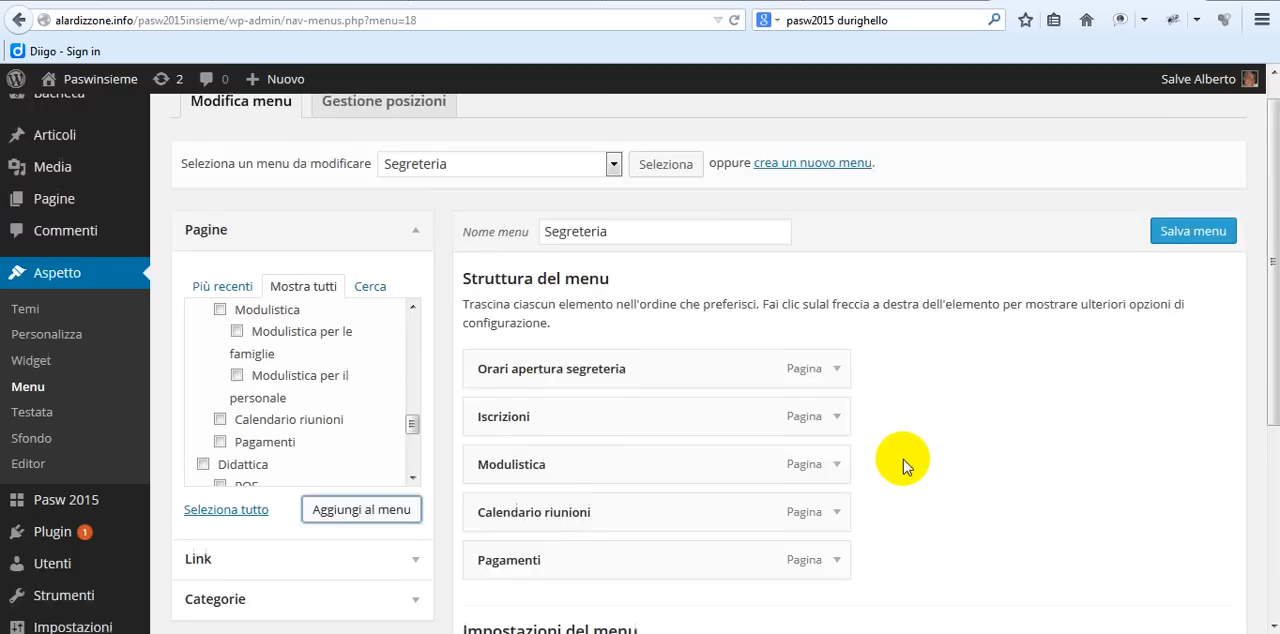 alardizzone.info/pasw2015insieme/wp-admin/nav-menus.php?menu=18
pasw2015 durighello
Diigo - Sign in
Paswinsieme
2
0
Nuovo
Salve Alberto
Bacheca
Articoli
Media
Pagine
Commenti
Aspetto
Temi
Personalizza
Widget
Menu
Testata
Sfondo
Editor
Pasw 2015
Plugin 1
Utenti
Strumenti
Impostazioni
Modifica menu
Gestione posizioni
Seleziona un menu da modificare
Segreteria
Seleziona
oppure crea un nuovo menu.
Pagine
Più recenti
Mostra tutti
Cerca
Modulistica
Modulistica per le
famiglie
Modulistica per il
personale
Calendario riunioni
Pagamenti
Didattica
POF
Seleziona tutto
Aggiungi al menu
Link
Categorie
Nome menu
Segreteria
Salva menu
Struttura del menu
Trascina ciascun elemento nell'ordine che preferisci. Fai clic sulal freccia a destra dell'elemento per mostrare ulteriori opzioni di
configurazione.
Orari apertura segreteria Pagina
Iscrizioni Pagina
Modulistica Pagina
Calendario riunioni Pagina
Pagamenti Pagina
Impostazioni del menu